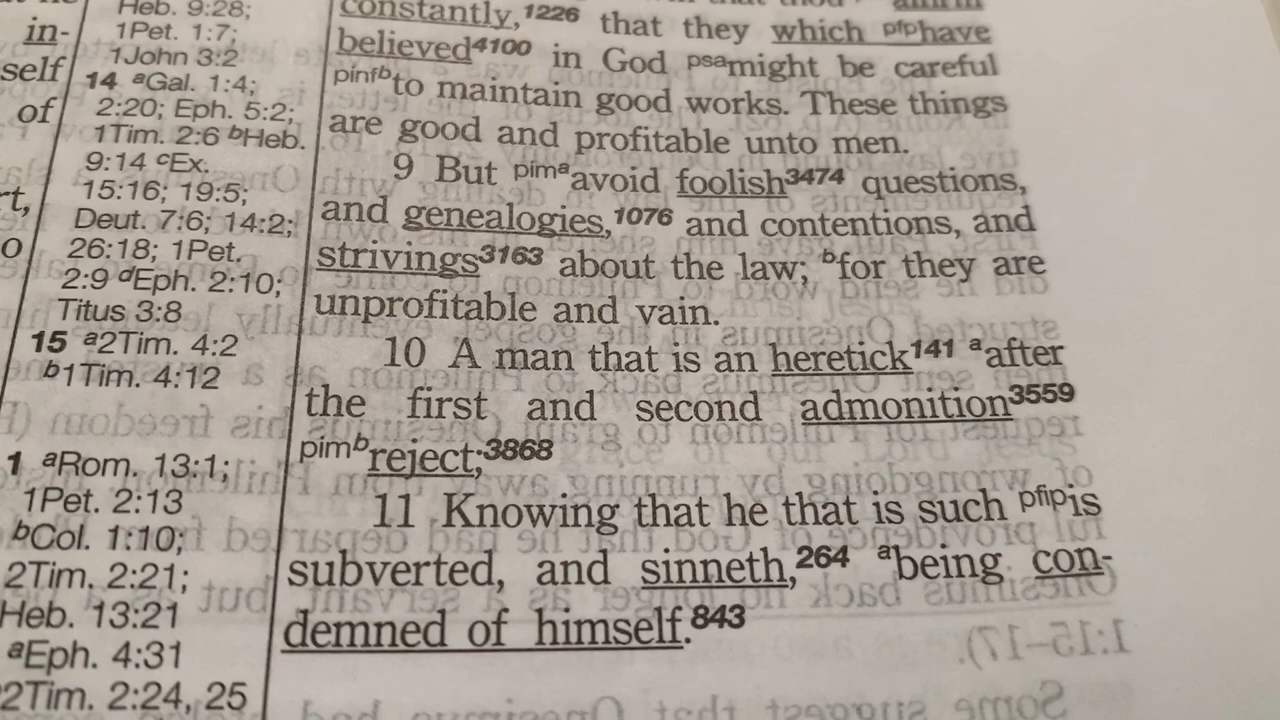 in-
self
of
Heb. 9:28;
1Pet. 1:7;
1John 3:2
14 aGal. 1:4;
2:20; Eph. 5:2;
1Tim. 2:6 bHeb.
9:14 cEx.
15:16; 19:5;
Deut. 7:6; 14:2;
26:18; 1Pet.
2:9 dEph. 2:10;
Titus 3:8
15 a2Tim. 4:2
b1Tim. 4:12
1 aRom. 13:1;
1Pet. 2:13
bCol. 1:10;
2Tim. 2:21;
Heb. 13:21
aEph. 4:31
2Tim. 2:24, 25
constantly,1226 that they which pfphave
believed4100 in God psamight be careful
pinfbto maintain good works. These things
are good and profitable unto men.
9 But pimaavoid foolish3474 questions,
and genealogies,1076 and contentions, and
strivings3163 about the law; bfor they are
unprofitable and vain.
10 A man that is an heretick141 aafter
the first and second admonition3559
pimbreject;3868
11 Knowing that he that is such pfipis
subverted, and sinneth,264 abeing con-
demned of himself.843